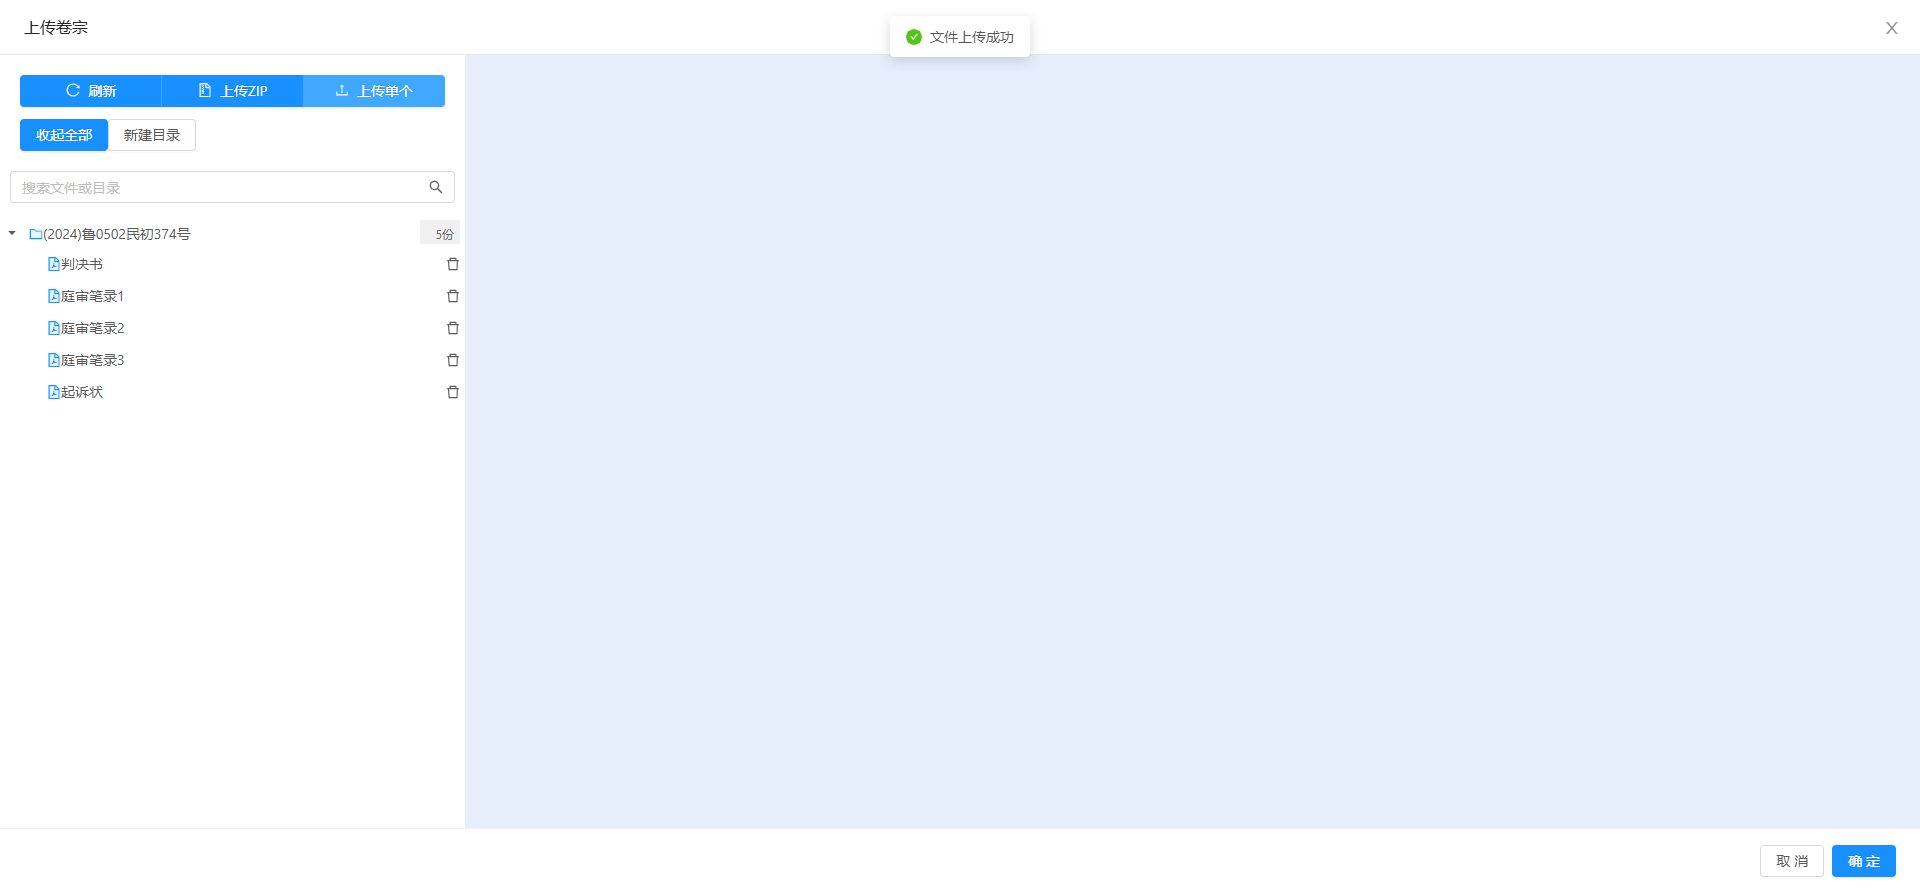 上传卷宗
文件上传成功
刷新 上传ZIP 上传单个
收起全部 新建目录
搜索文件或目录
(2024)鲁0502民初374号 5份
判决书
庭审笔录1
庭审笔录2
庭审笔录3
起诉状
取 消 确 定